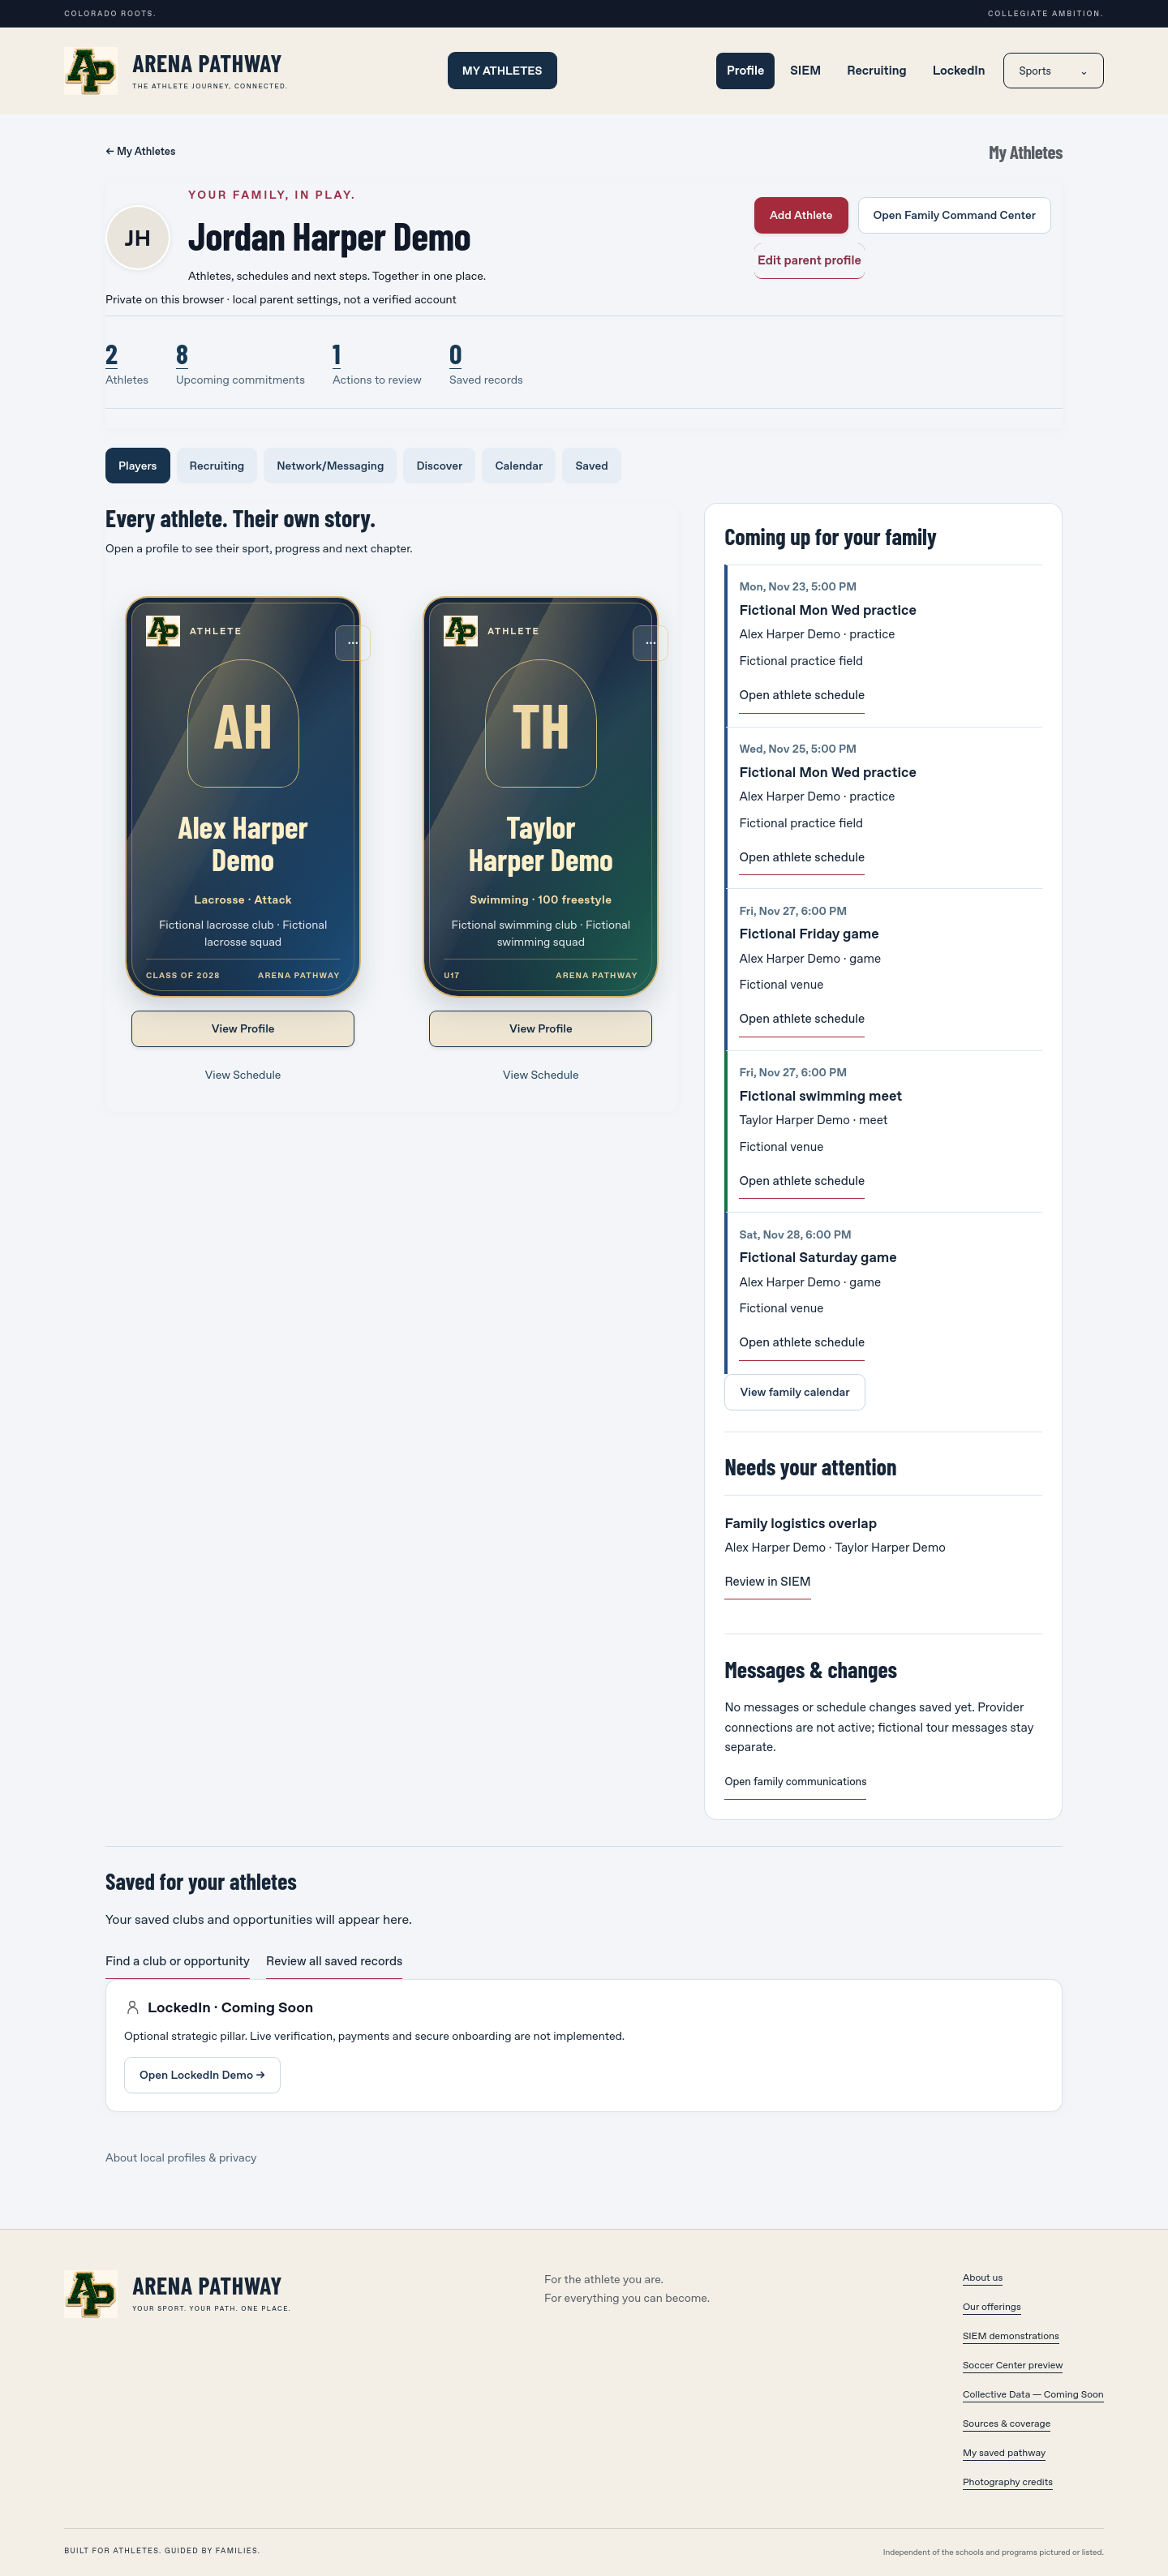 COLORADO ROOTS.
COLLEGIATE AMBITION.
AP
ARENA PATHWAY
THE ATHLETE JOURNEY, CONNECTED.
MY ATHLETES
Profile
SIEM
Recruiting
LockedIn
Sports
← My Athletes
My Athletes
JH
YOUR FAMILY, IN PLAY.
Jordan Harper Demo
Athletes, schedules and next steps. Together in one place.
Private on this browser · local parent settings, not a verified account
Add Athlete
Open Family Command Center
Edit parent profile
2
Athletes
8
Upcoming commitments
1
Actions to review
0
Saved records
Players
Recruiting
Network/Messaging
Discover
Calendar
Saved
Every athlete. Their own story.
Open a profile to see their sport, progress and next chapter.
AP
ATHLETE
...
AH
Alex Harper
Demo
Lacrosse · Attack
Fictional lacrosse club · Fictional
lacrosse squad
CLASS OF 2028
ARENA PATHWAY
View Profile
View Schedule
AP
ATHLETE
...
TH
Taylor
Harper Demo
Swimming · 100 freestyle
Fictional swimming club · Fictional
swimming squad
U17
ARENA PATHWAY
View Profile
View Schedule
Coming up for your family
Mon, Nov 23, 5:00 PM
Fictional Mon Wed practice
Alex Harper Demo · practice
Fictional practice field
Open athlete schedule
Wed, Nov 25, 5:00 PM
Fictional Mon Wed practice
Alex Harper Demo · practice
Fictional practice field
Open athlete schedule
Fri, Nov 27, 6:00 PM
Fictional Friday game
Alex Harper Demo · game
Fictional venue
Open athlete schedule
Fri, Nov 27, 6:00 PM
Fictional swimming meet
Taylor Harper Demo · meet
Fictional venue
Open athlete schedule
Sat, Nov 28, 6:00 PM
Fictional Saturday game
Alex Harper Demo · game
Fictional venue
Open athlete schedule
View family calendar
Needs your attention
Family logistics overlap
Alex Harper Demo · Taylor Harper Demo
Review in SIEM
Messages & changes
No messages or schedule changes saved yet. Provider
connections are not active; fictional tour messages stay
separate.
Open family communications
Saved for your athletes
Your saved clubs and opportunities will appear here.
Find a club or opportunity
Review all saved records
LockedIn · Coming Soon
Optional strategic pillar. Live verification, payments and secure onboarding are not implemented.
Open LockedIn Demo →
About local profiles & privacy
AP
ARENA PATHWAY
YOUR SPORT. YOUR PATH. ONE PLACE.
For the athlete you are.
For everything you can become.
About us
Our offerings
SIEM demonstrations
Soccer Center preview
Collective Data — Coming Soon
Sources & coverage
My saved pathway
Photography credits
BUILT FOR ATHLETES. GUIDED BY FAMILIES.
Independent of the schools and programs pictured or listed.